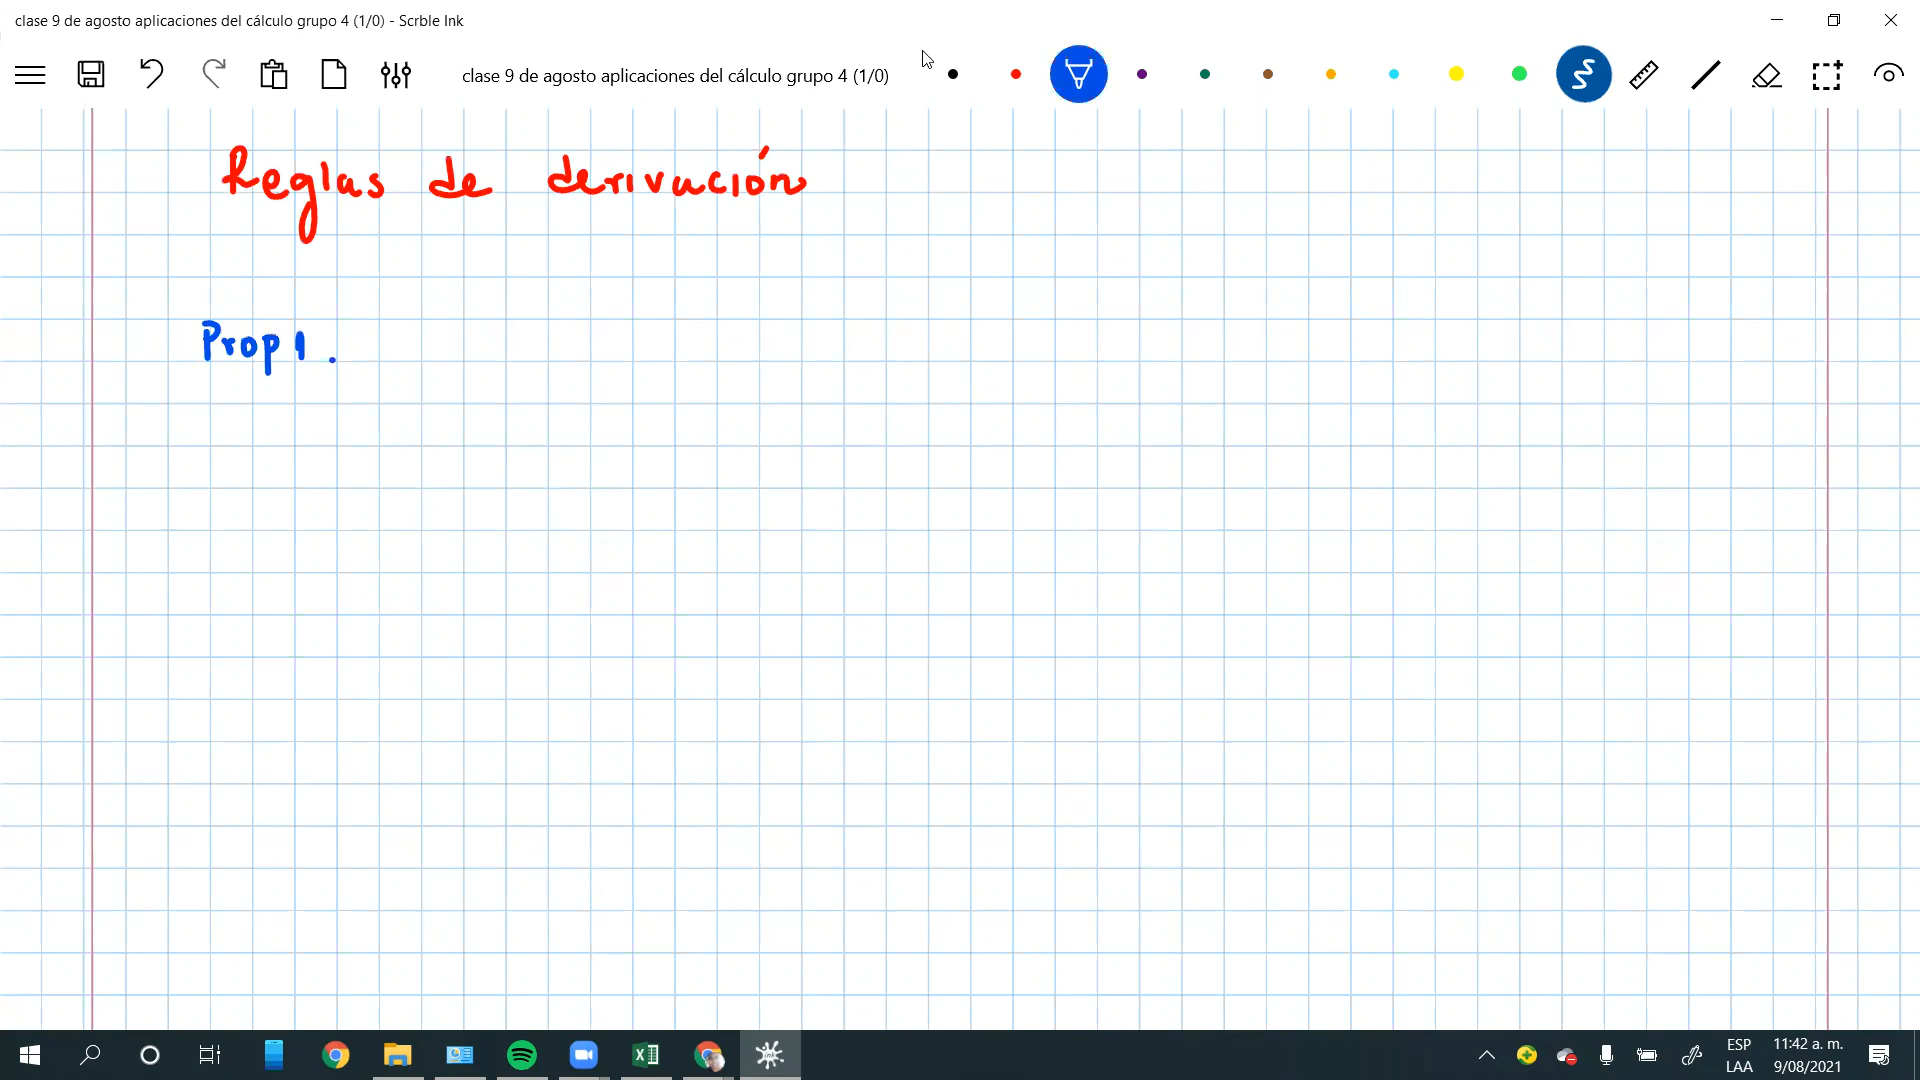 clase 9 de agosto aplicaciones del cálculo grupo 4 (1/0) - Scrble Ink
clase 9 de agosto aplicaciones del cálculo grupo 4 (1/0)
Reglas de derivación
Prop 1.
ESP
LAA
11:42 a. m.
9/08/2021